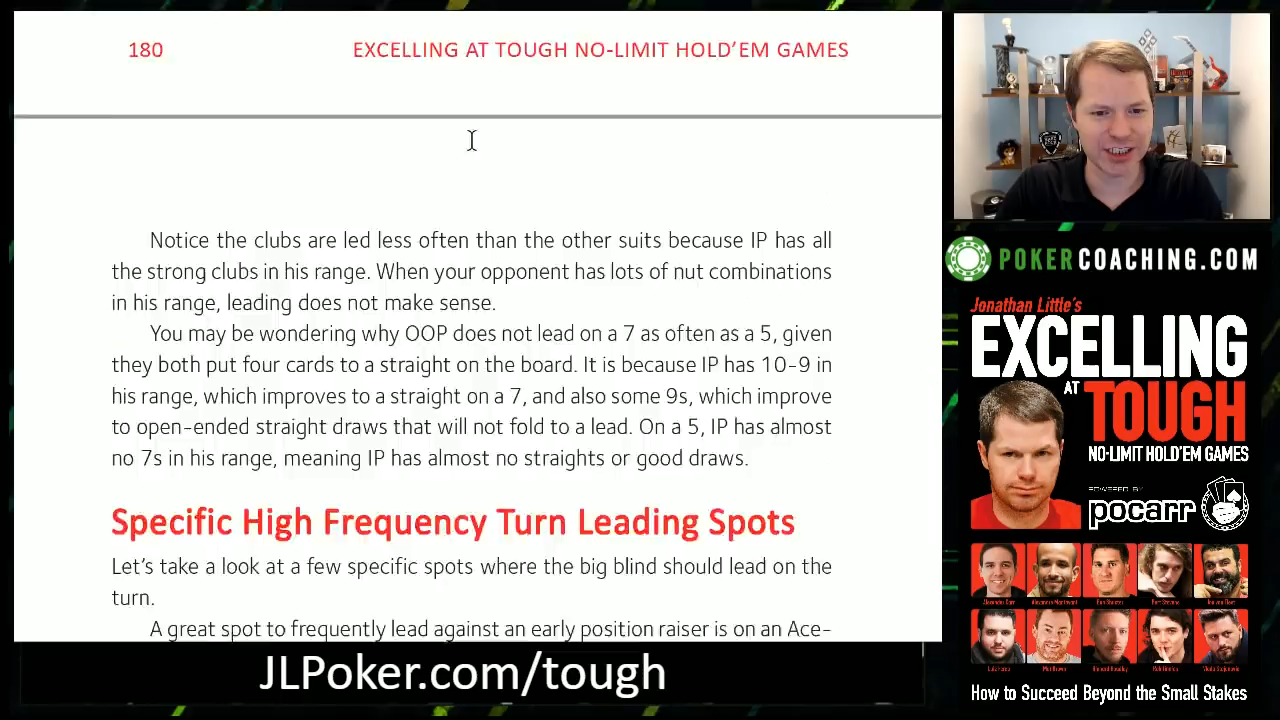 180 EXCELLING AT TOUGH NO-LIMIT HOLD’EM GAMES
Notice the clubs are led less often than the other suits because IP has all
the strong clubs in his range. When your opponent has lots of nut combinations
in his range, leading does not make sense.
You may be wondering why OOP does not lead on a 7 as often as a 5, given
they both put four cards to a straight on the board. It is because IP has 10-9 in
his range, which improves to a straight on a 7, and also some 9s, which improve
to open-ended straight draws that will not fold to a lead. On a 5, IP has almost
no 7s in his range, meaning IP has almost no straights or good draws.
Specific High Frequency Turn Leading Spots
Let’s take a look at a few specific spots where the big blind should lead on the
turn.
A great spot to frequently lead against an early position raiser is on an Ace-
JLPoker.com/tough
POKERCOACHING.COM
Jonathan Little's
EXCELLING
AT TOUGH
NO-LIMIT HOLD'EM GAMES
POWERED BY
pocarr
How to Succeed Beyond the Small Stakes